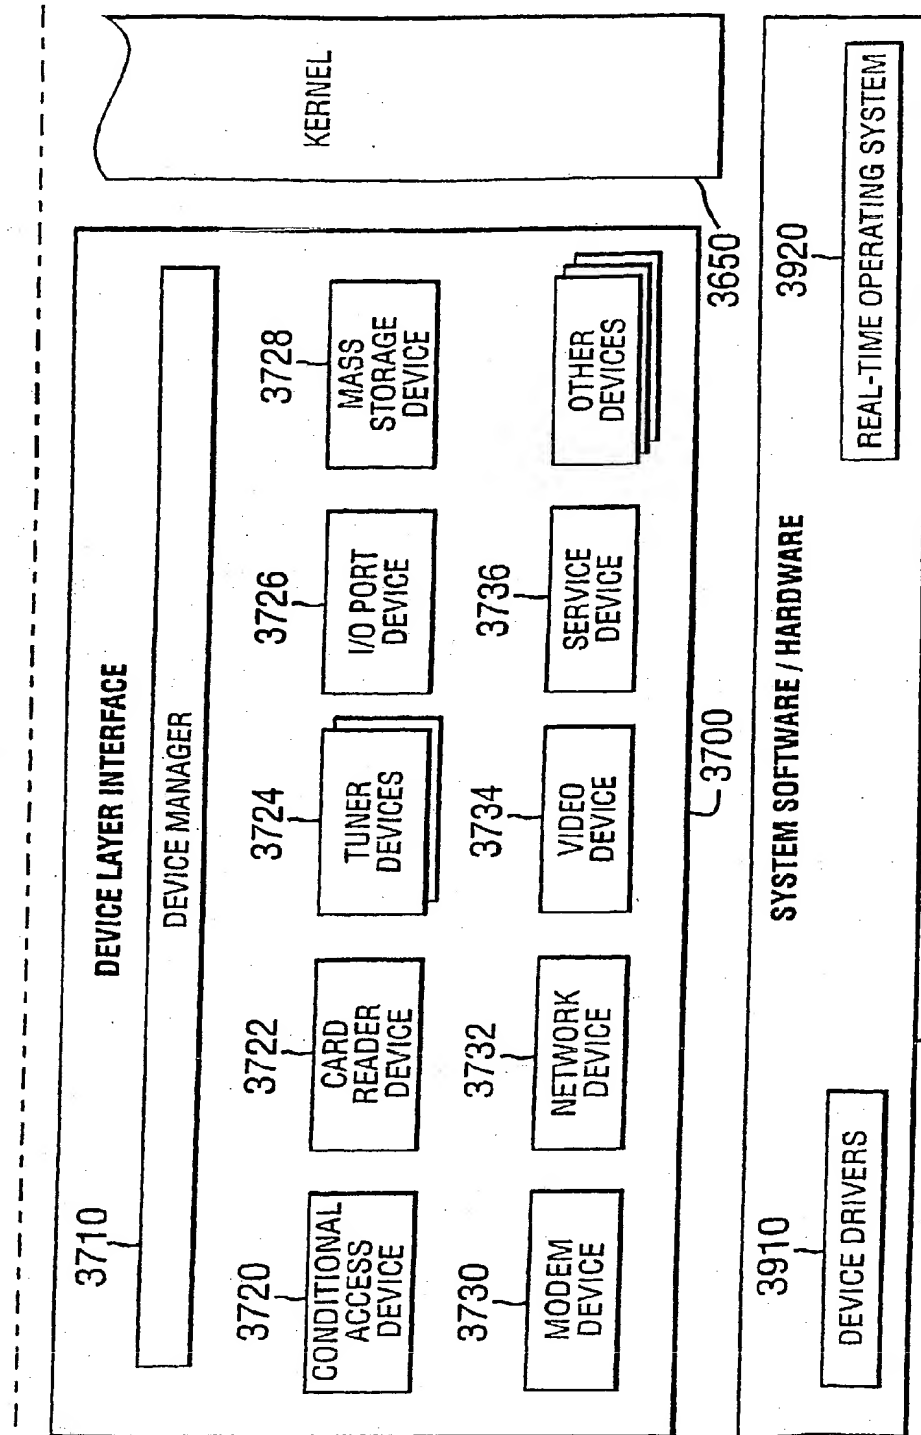 DEVICE LAYER INTERFACE
3710
DEVICE MANAGER
KERNEL
3650
3720
CONDITIONAL
ACCESS
DEVICE
3722
CARD
READER
DEVICE
3724
TUNER
DEVICES
3726
I/O PORT
DEVICE
3728
MASS
STORAGE
DEVICE
3730
MODEM
DEVICE
3732
NETWORK
DEVICE
3734
VIDEO
DEVICE
3736
SERVICE
DEVICE
OTHER
DEVICES
3700
SYSTEM SOFTWARE / HARDWARE
3910
DEVICE DRIVERS
3920
REAL-TIME OPERATING SYSTEM